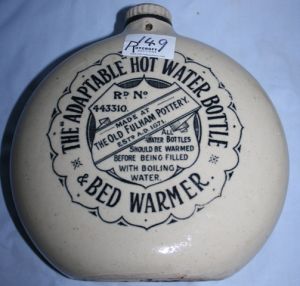 149
THE "ADAPTABLE" HOT WATER BOTTLE
& BED WARMER.
Rᴰ Nᵒ
443310.
MADE AT
THE OLD FULHAM POTTERY.
ESTᴰ A.D. 1671.
ALL
WATER BOTTLES
SHOULD BE WARMED
BEFORE BEING FILLED
WITH BOILING
WATER.